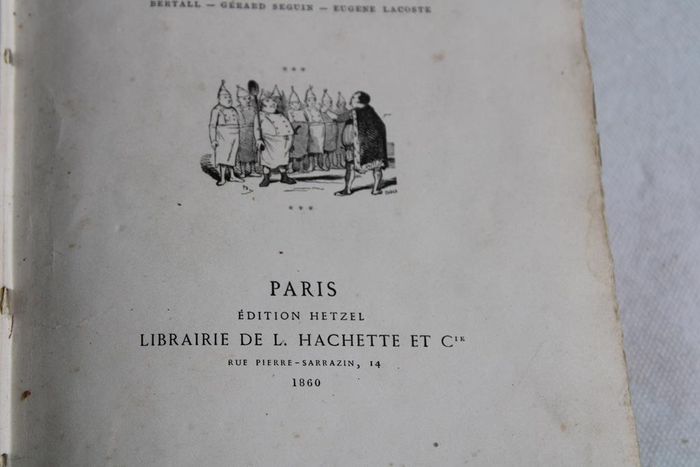 BERTALL — GÉRARD SEGUIN — EUGENE LACOSTE
PARIS
ÉDITION HETZEL
LIBRAIRIE DE L. HACHETTE ET Cᴵᴱ
RUE PIERRE-SARRAZIN, 14
1860